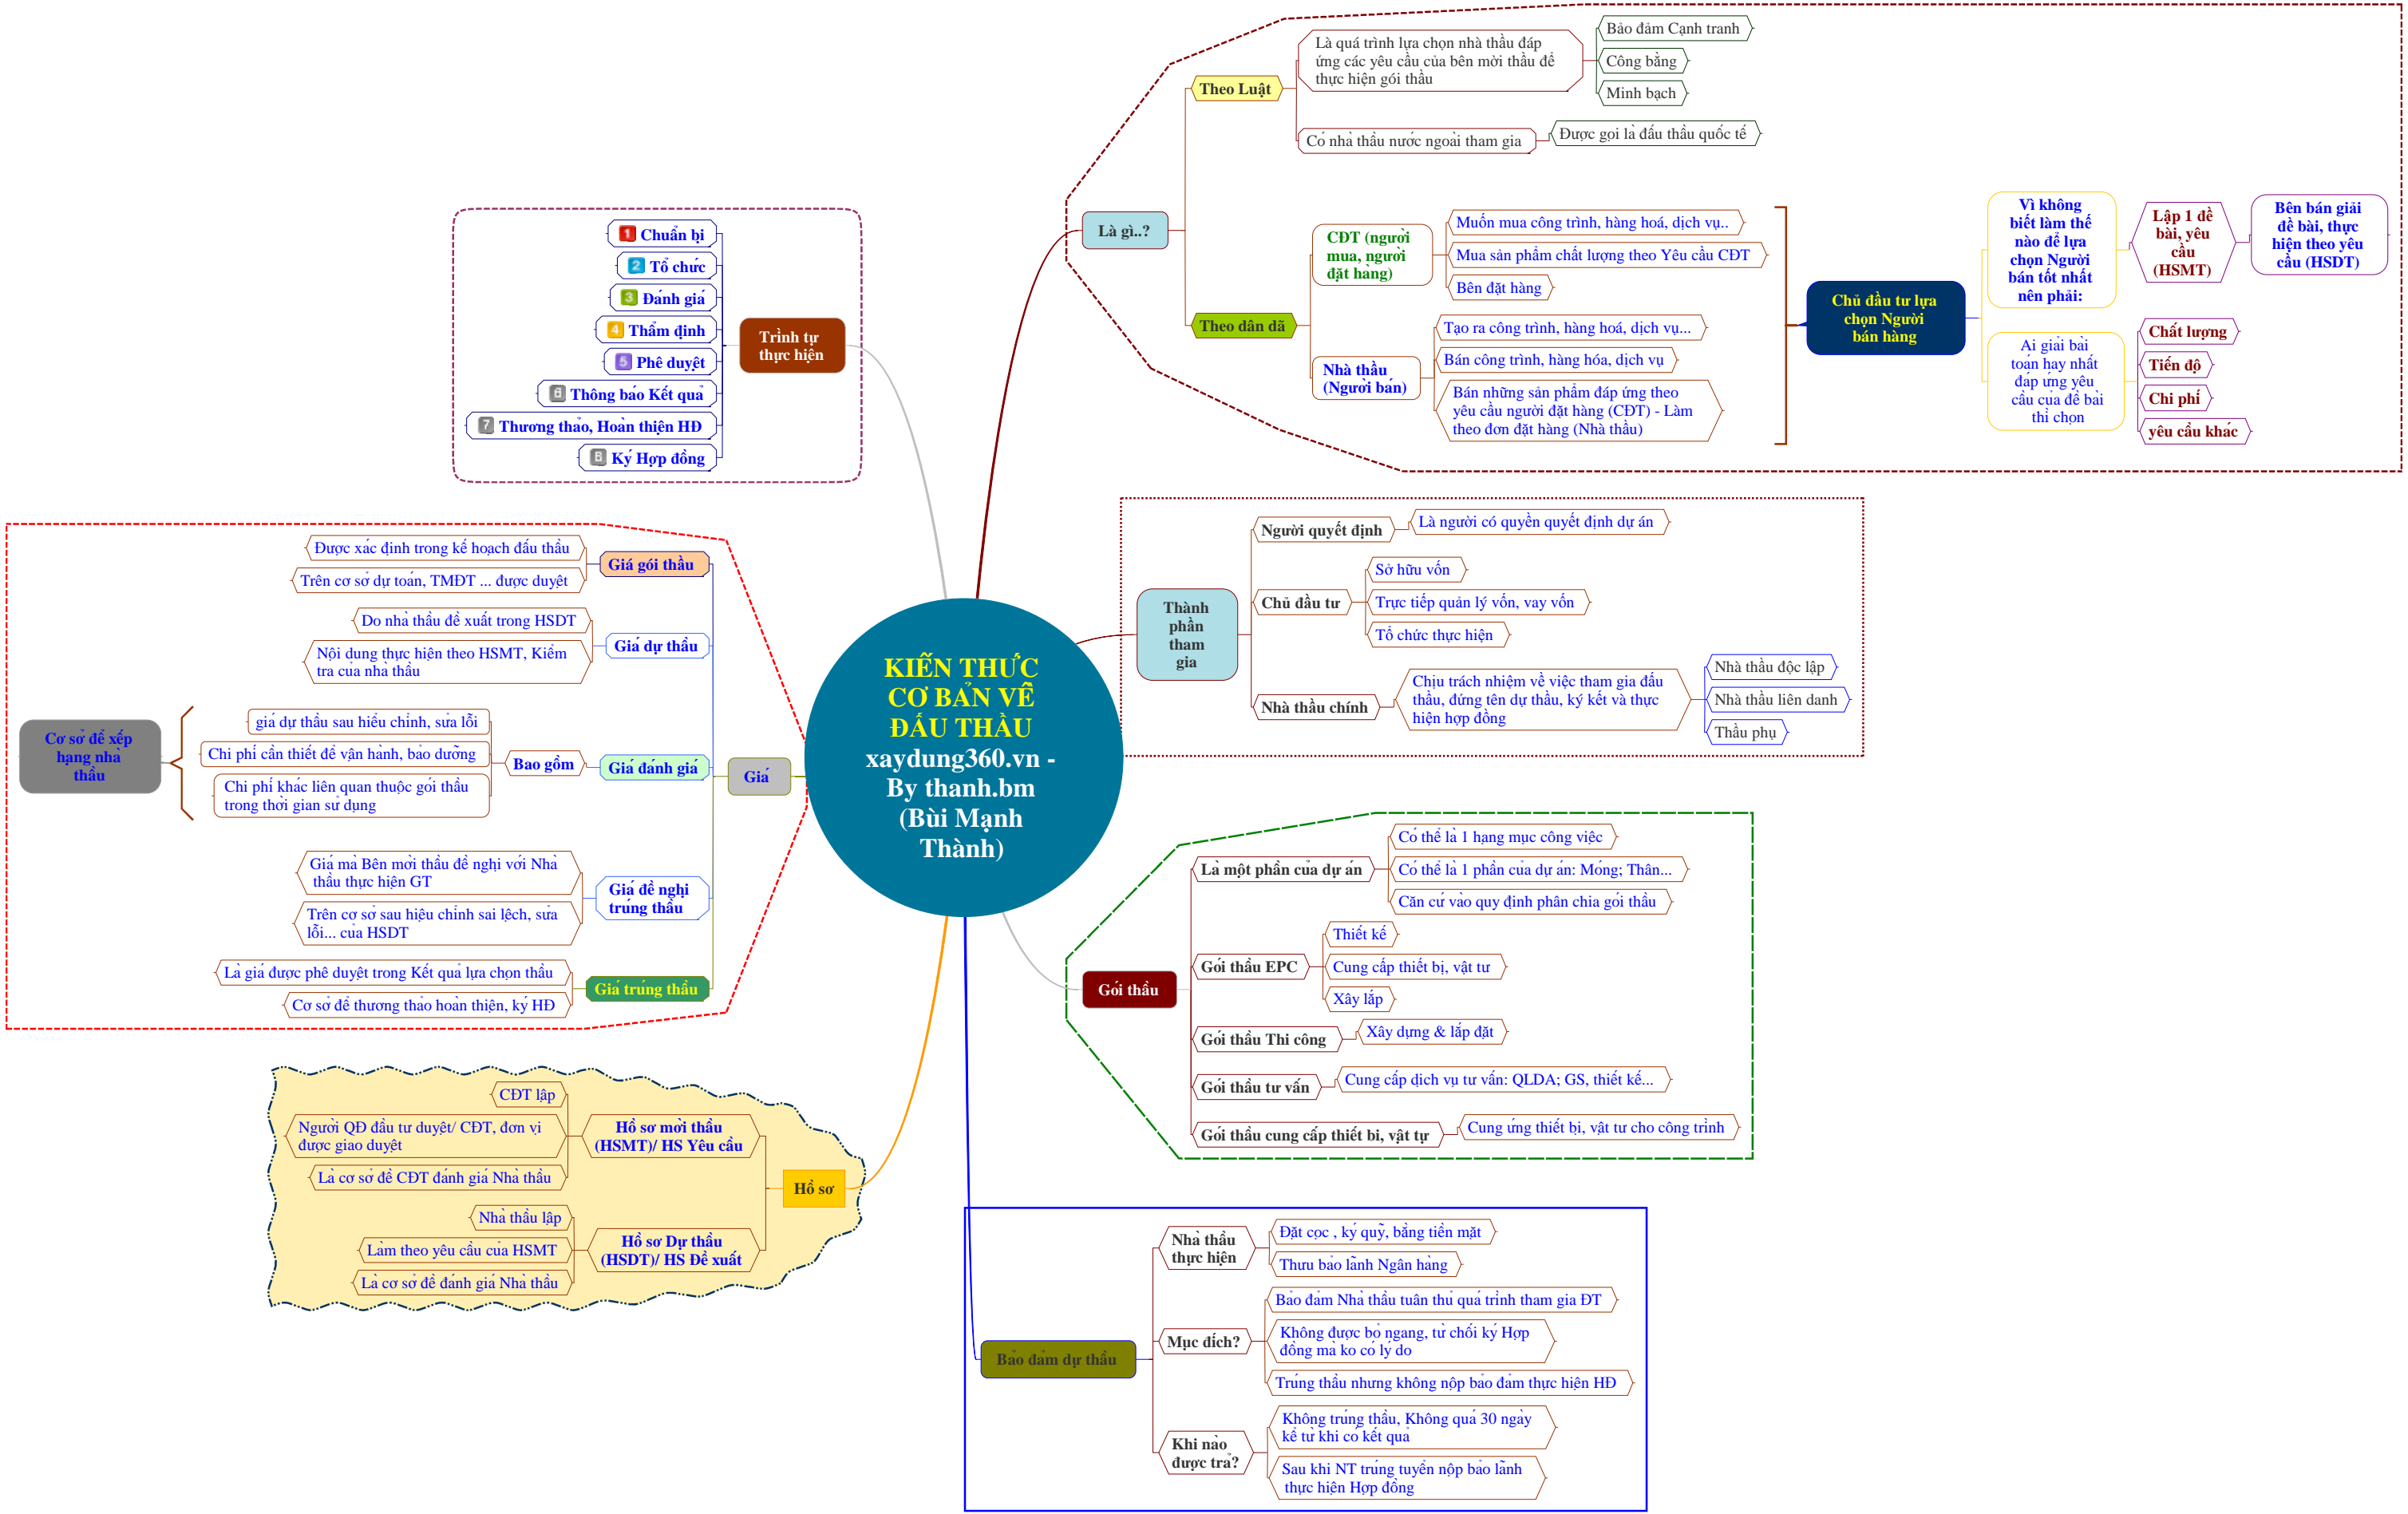 KIẾN THỨC
CƠ BẢN VỀ
ĐẤU THẦU
xaydung360.vn -
By thanh.bm
(Bùi Mạnh
Thành)
Là gì..?
Theo Luật
Là quá trình lựa chọn nhà thầu đáp
ứng các yêu cầu của bên mời thầu để
thực hiện gói thầu
Bảo đảm Cạnh tranh
Công bằng
Minh bạch
Có nhà thầu nước ngoài tham gia
Được gọi là đấu thầu quốc tế
Theo dân dã
CĐT (người
mua, người
đặt hàng)
Muốn mua công trình, hàng hoá, dịch vụ..
Mua sản phẩm chất lượng theo Yêu cầu CĐT
Bên đặt hàng
Nhà thầu
(Người bán)
Tạo ra công trình, hàng hoá, dịch vụ...
Bán công trình, hàng hóa, dịch vụ
Bán những sản phẩm đáp ứng theo
yêu cầu người đặt hàng (CĐT) - Làm
theo đơn đặt hàng (Nhà thầu)
Chủ đầu tư lựa
chọn Người
bán hàng
Vì không
biết làm thế
nào để lựa
chọn Người
bán tốt nhất
nên phải:
Lập 1 đề
bài, yêu
cầu
(HSMT)
Bên bán giải
đề bài, thực
hiện theo yêu
cầu (HSDT)
Ai giải bài
toán hay nhất
đáp ứng yêu
cầu của đề bài
thì chọn
Chất lượng
Tiến độ
Chi phí
yêu cầu khác
Thành
phần
tham
gia
Người quyết định
Là người có quyền quyết định dự án
Chủ đầu tư
Sở hữu vốn
Trực tiếp quản lý vốn, vay vốn
Tổ chức thực hiện
Nhà thầu chính
Chịu trách nhiệm về việc tham gia đấu
thầu, đứng tên dự thầu, ký kết và thực
hiện hợp đồng
Nhà thầu độc lập
Nhà thầu liên danh
Thầu phụ
Gói thầu
Là một phần của dự án
Có thể là 1 hạng mục công việc
Có thể là 1 phần của dự án: Móng; Thân...
Căn cứ vào quy định phân chia gói thầu
Gói thầu EPC
Thiết kế
Cung cấp thiết bị, vật tư
Xây lắp
Gói thầu Thi công
Xây dựng & lắp đặt
Gói thầu tư vấn
Cung cấp dịch vụ tư vấn: QLDA; GS, thiết kế...
Gói thầu cung cấp thiết bi, vật tự
Cung ứng thiết bị, vật tư cho công trình
Bảo đảm dự thầu
Nhà thầu
thực hiện
Đặt cọc , ký quỹ, bằng tiền mặt
Thưu bảo lãnh Ngân hàng
Mục đích?
Bảo đảm Nhà thầu tuân thủ quá trình tham gia ĐT
Không được bỏ ngang, từ chối ký Hợp
đồng mà ko có lý do
Trúng thầu nhưng không nộp bảo đảm thực hiện HĐ
Khi nào
được trả?
Không trúng thầu, Không quá 30 ngày
kể từ khi có kết quả
Sau khi NT trúng tuyển nộp bảo lãnh
thực hiện Hợp đồng
Trình tự
thực hiện
1 Chuẩn bị
2 Tổ chức
3 Đánh giá
4 Thẩm định
5 Phê duyệt
6 Thông báo Kết quả
7 Thương thảo, Hoàn thiện HĐ
8 Ký Hợp đồng
Giá
Giá gói thầu
Được xác định trong kế hoạch đấu thầu
Trên cơ sở dự toán, TMĐT ... được duyệt
Giá dự thầu
Do nhà thầu đề xuất trong HSDT
Nội dung thực hiện theo HSMT, Kiểm
tra của nhà thầu
Giá đánh giá
Bao gồm
giá dự thầu sau hiểu chỉnh, sửa lỗi
Chi phí cần thiết để vận hành, bảo dưỡng
Chi phí khác liên quan thuộc gói thầu
trong thời gian sử dụng
Cơ sở để xếp
hạng nhà
thầu
Giá đề nghị
trúng thầu
Giá mà Bên mời thầu đề nghị với Nhà
thầu thực hiện GT
Trên cơ sở sau hiệu chỉnh sai lệch, sửa
lỗi... của HSDT
Giá trúng thầu
Là giá được phê duyệt trong Kết quả lựa chọn thầu
Cơ sở để thương thảo hoàn thiện, ký HĐ
Hồ sơ
Hồ sơ mời thầu
(HSMT)/ HS Yêu cầu
CĐT lập
Người QĐ đầu tư duyệt/ CĐT, đơn vị
được giao duyệt
Là cơ sở đề CĐT đánh giá Nhà thầu
Hồ sơ Dự thầu
(HSDT)/ HS Đề xuất
Nhà thầu lập
Làm theo yêu cầu của HSMT
Là cơ sở đề đánh giá Nhà thầu